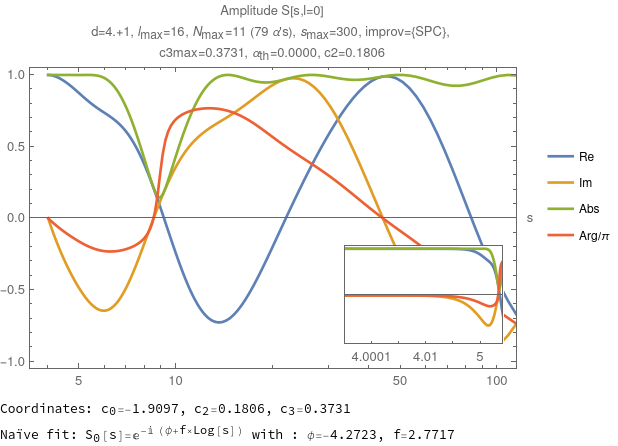 Amplitude S[s,l=0]
d=4.+1, lmax=16, Nmax=11 (79 α's), smax=300, improv={SPC},
c3max=0.3731, αth=0.0000, c2=0.1806
1.0
0.5
0.0
-0.5
-1.0
5 10 50 100
s
4.0001 4.01 5
Re
Im
Abs
Arg/π
Coordinates: c0=-1.9097, c2=0.1806, c3=0.3731
Naïve fit: S0[s]=e^-i (ϕ+f×Log[s]) with : ϕ=-4.2723, f=2.7717